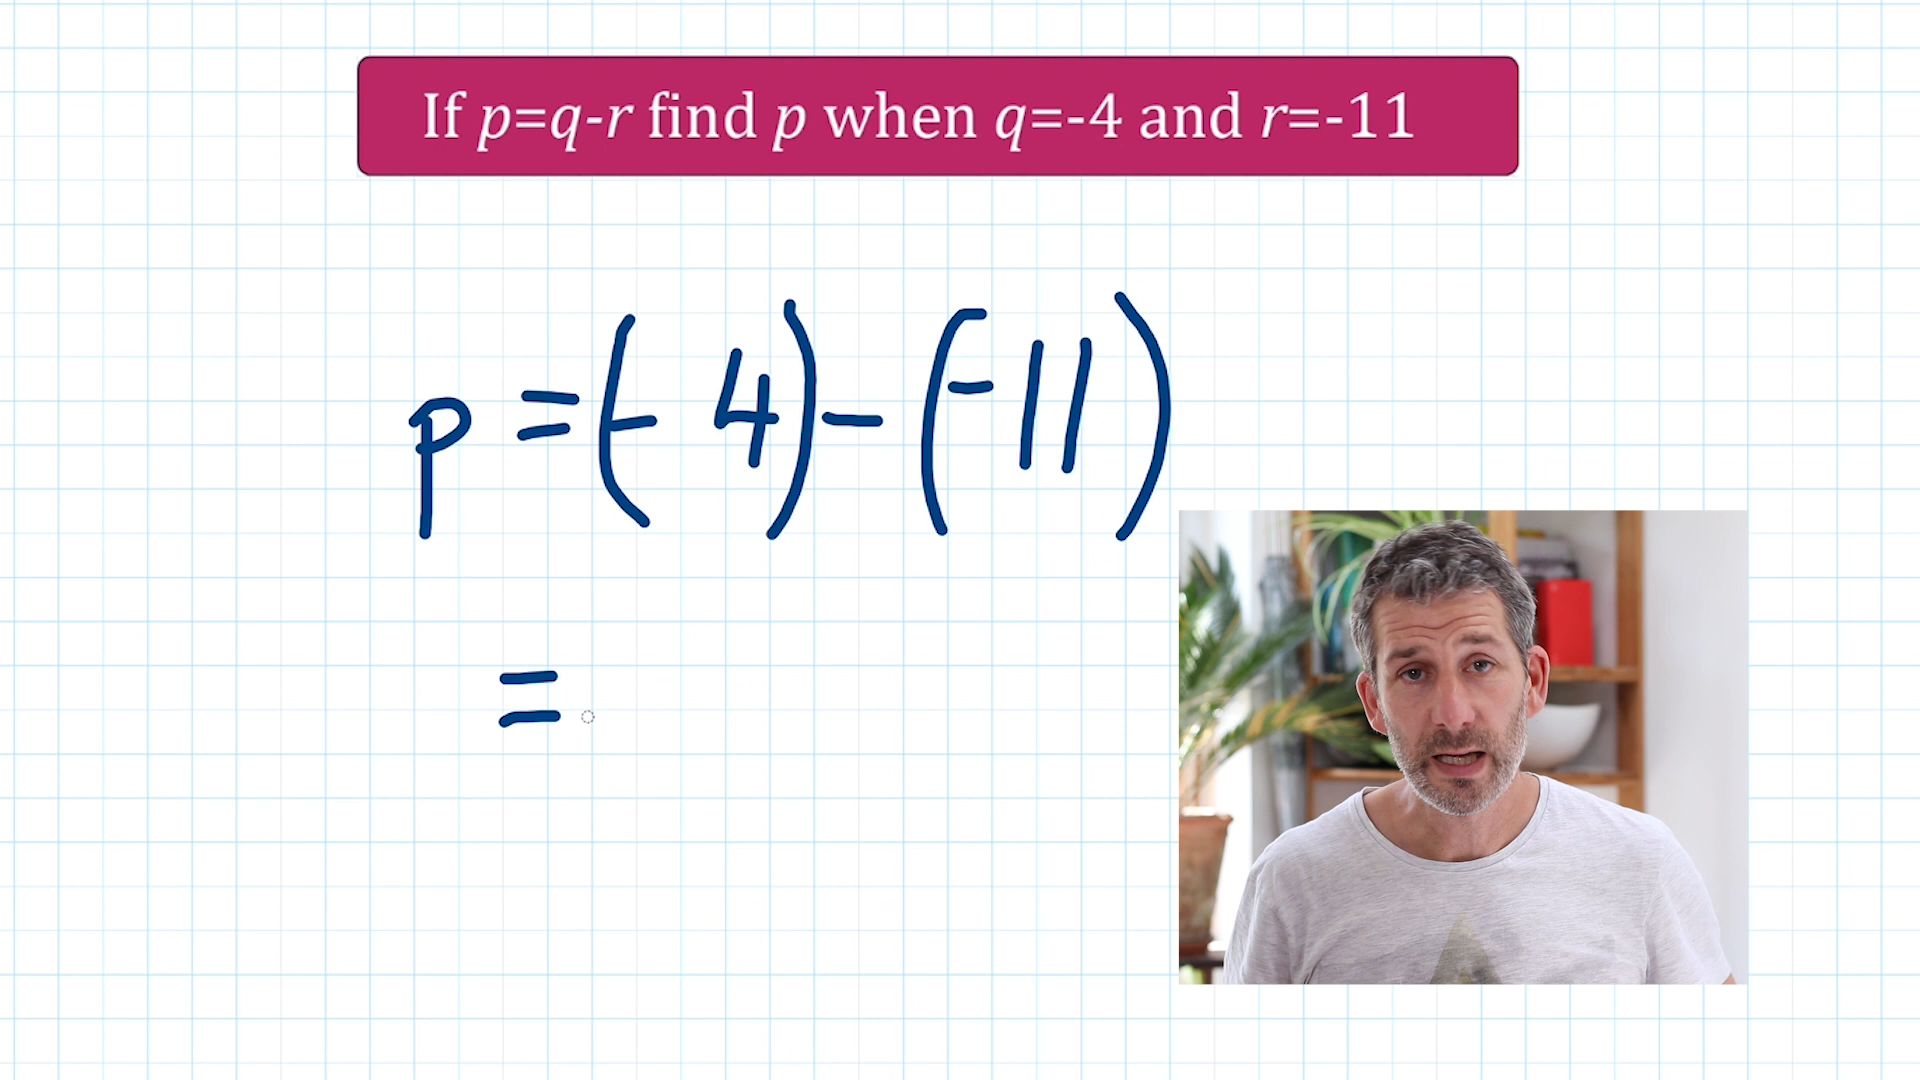 If p=q-r find p when q=-4 and r=-11
p = (- 4) - (-11)
=